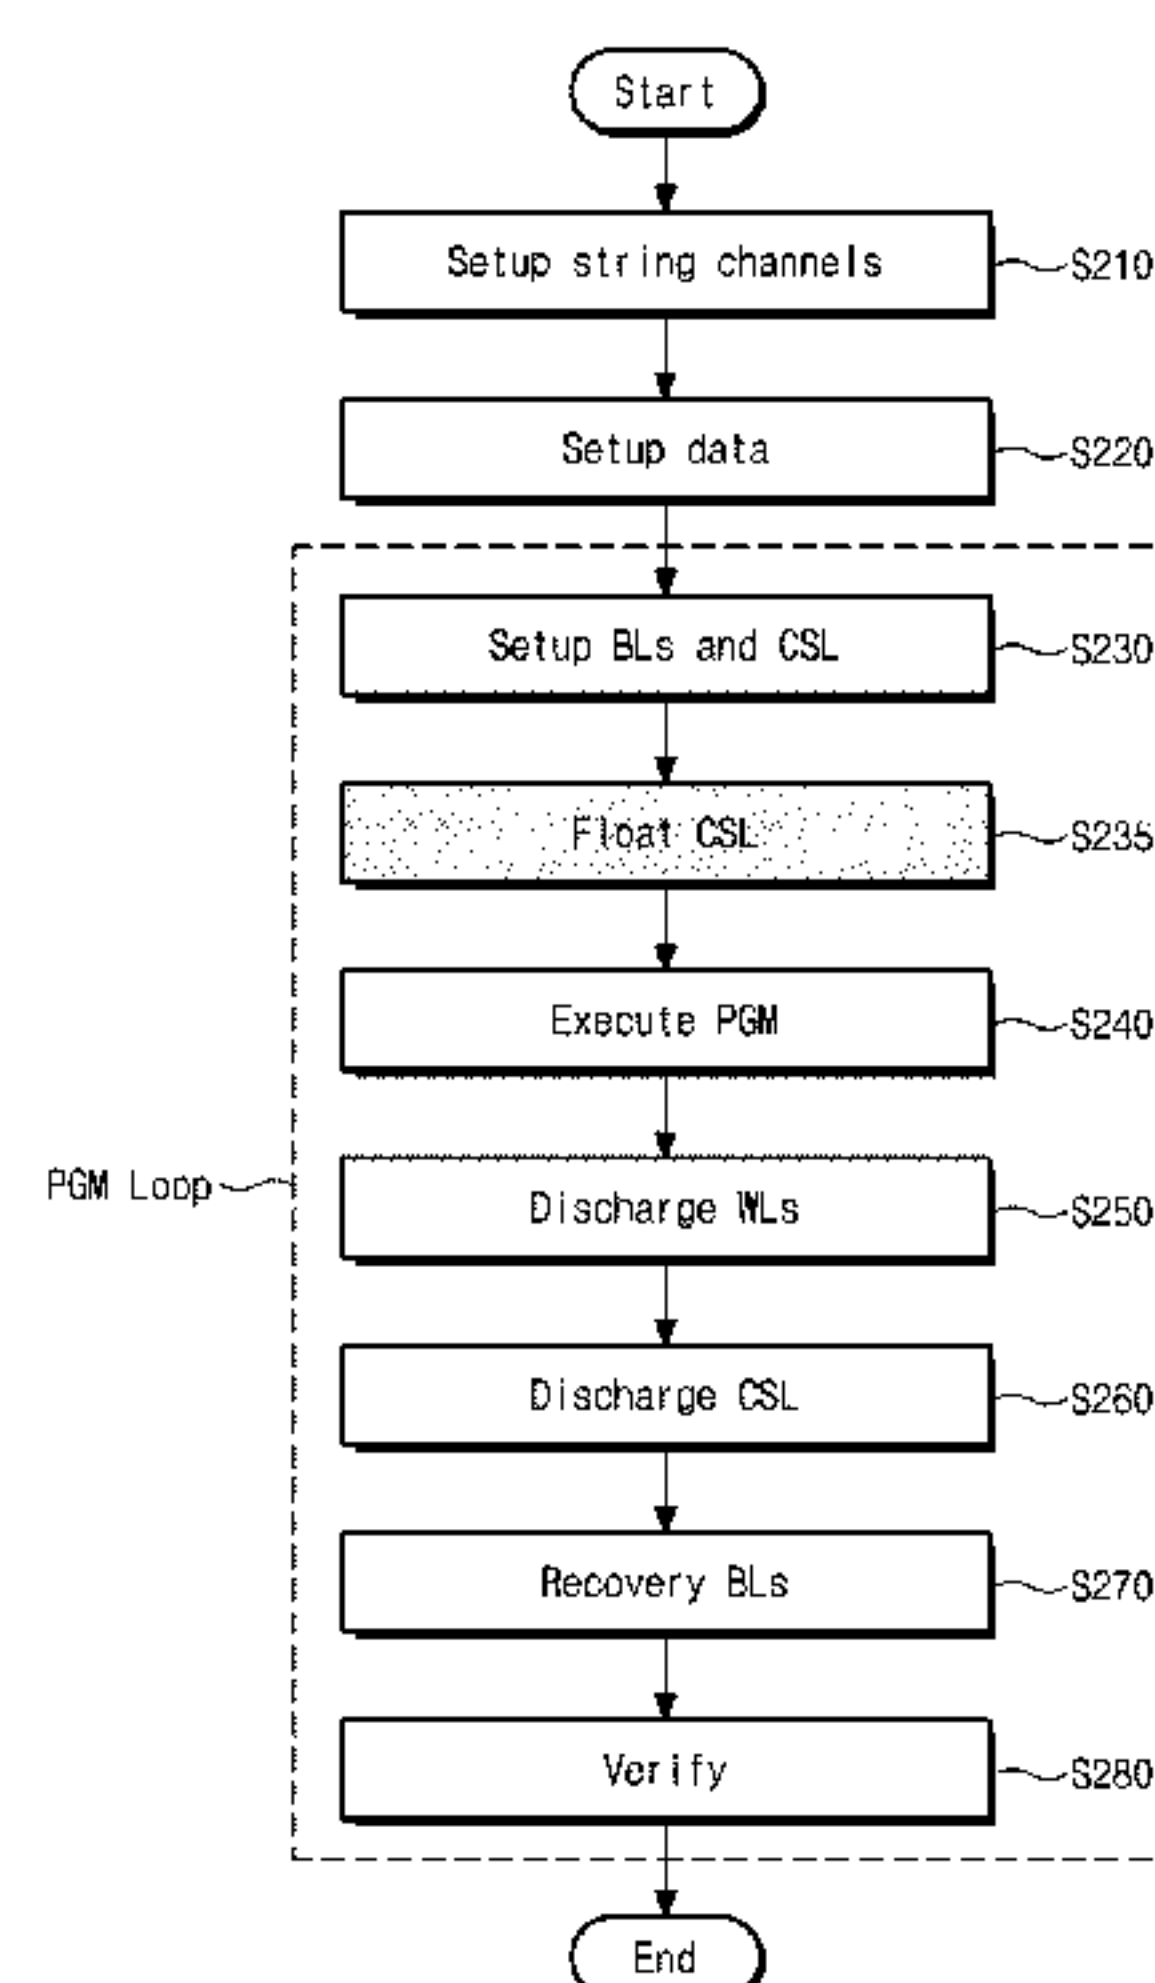 Start
Setup string channels
S210
Setup data
S220
Setup BLs and CSL
S230
Float CSL
S235
Execute PGM
S240
PGM Loop
Discharge WLs
S250
Discharge CSL
S260
Recovery BLs
S270
Verify
S280
End